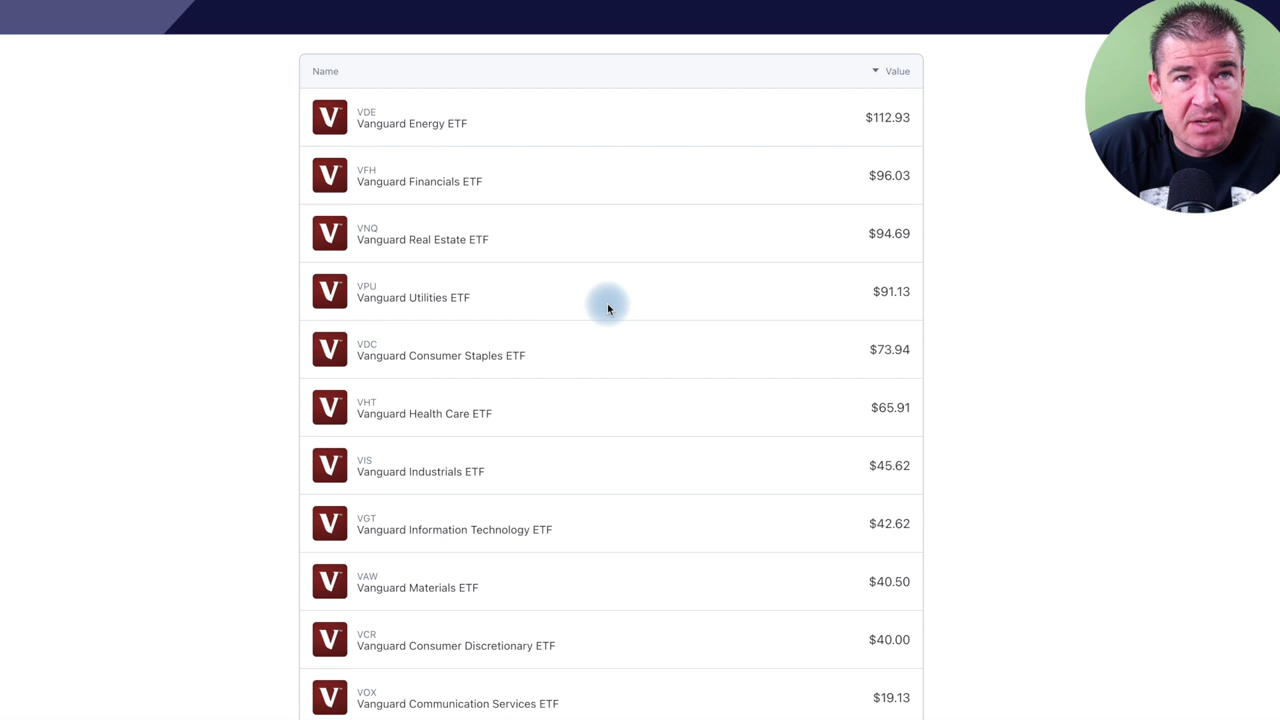 Name Value
VDE
Vanguard Energy ETF $112.93
VFH
Vanguard Financials ETF $96.03
VNQ
Vanguard Real Estate ETF $94.69
VPU
Vanguard Utilities ETF $91.13
VDC
Vanguard Consumer Staples ETF $73.94
VHT
Vanguard Health Care ETF $65.91
VIS
Vanguard Industrials ETF $45.62
VGT
Vanguard Information Technology ETF $42.62
VAW
Vanguard Materials ETF $40.50
VCR
Vanguard Consumer Discretionary ETF $40.00
VOX
Vanguard Communication Services ETF $19.13